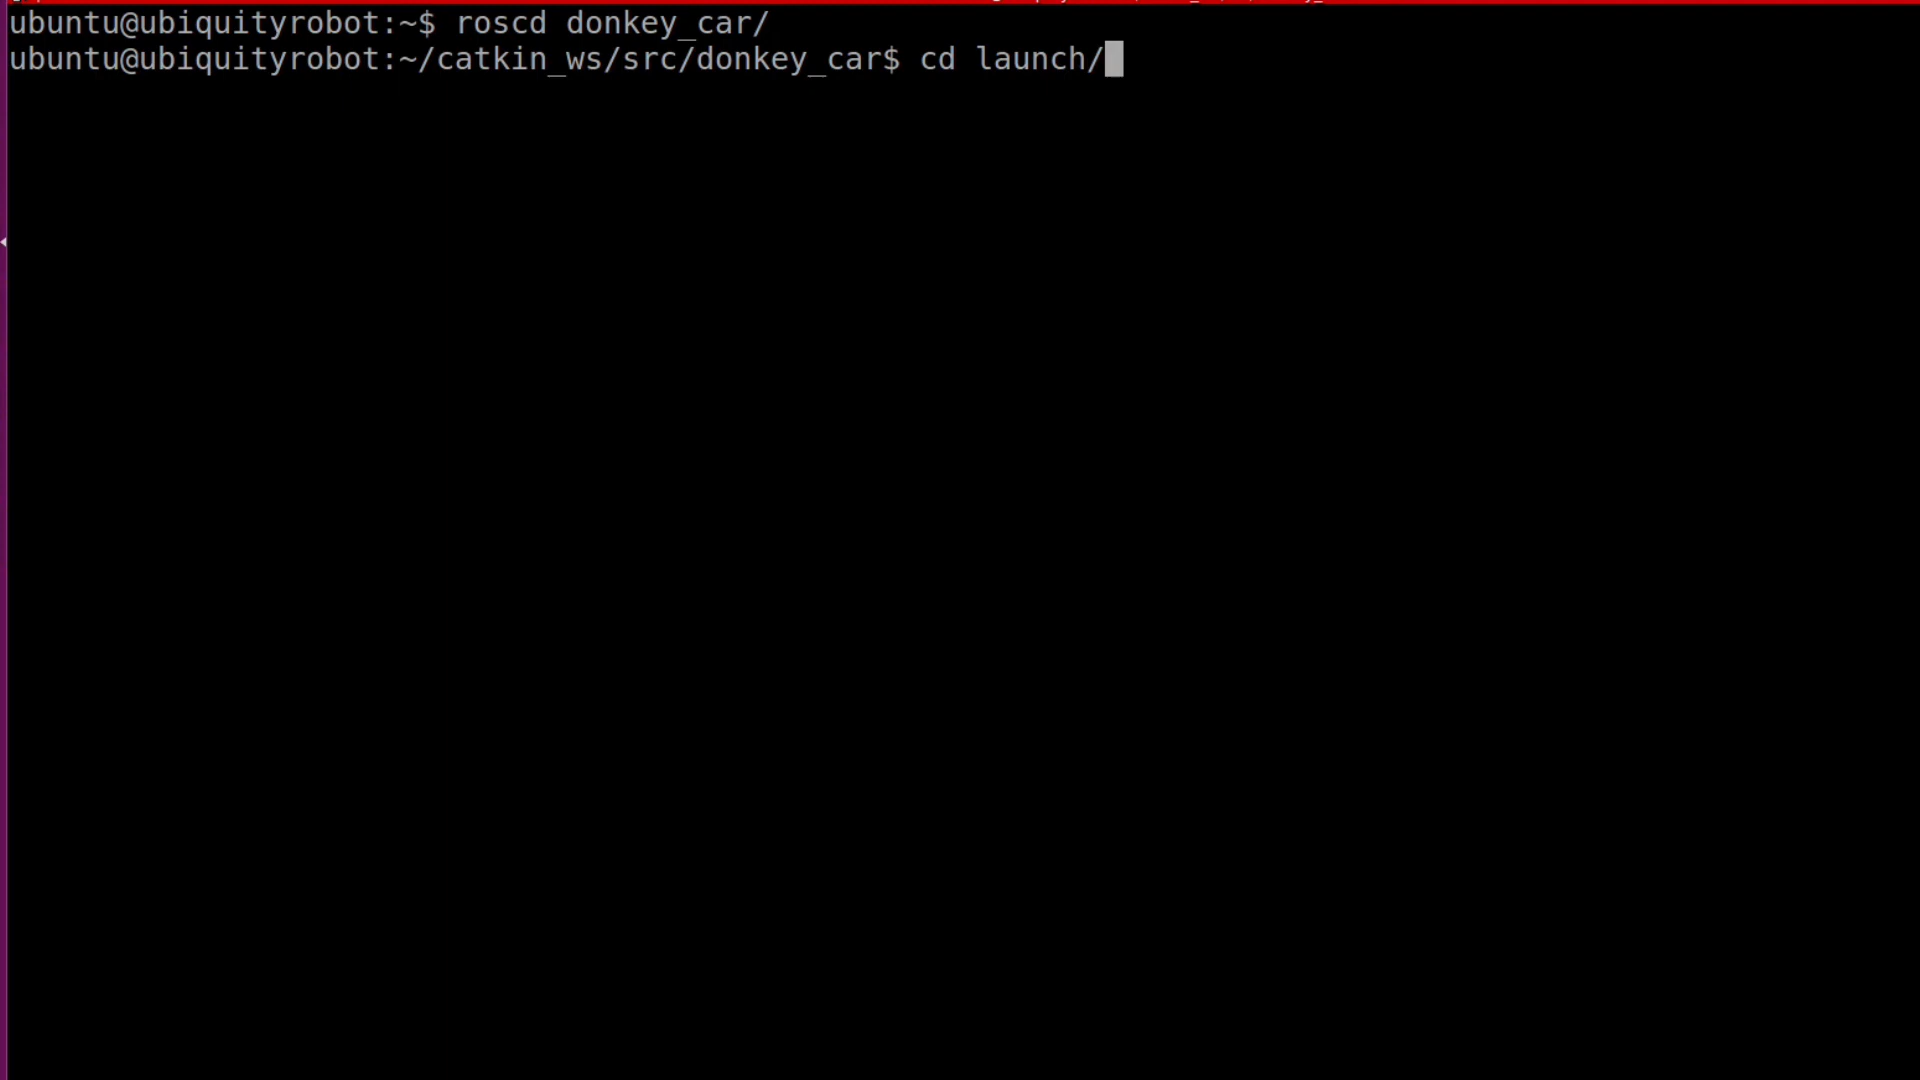 ubuntu@ubiquityrobot:~$ roscd donkey_car/
ubuntu@ubiquityrobot:~/catkin_ws/src/donkey_car$ cd launch/